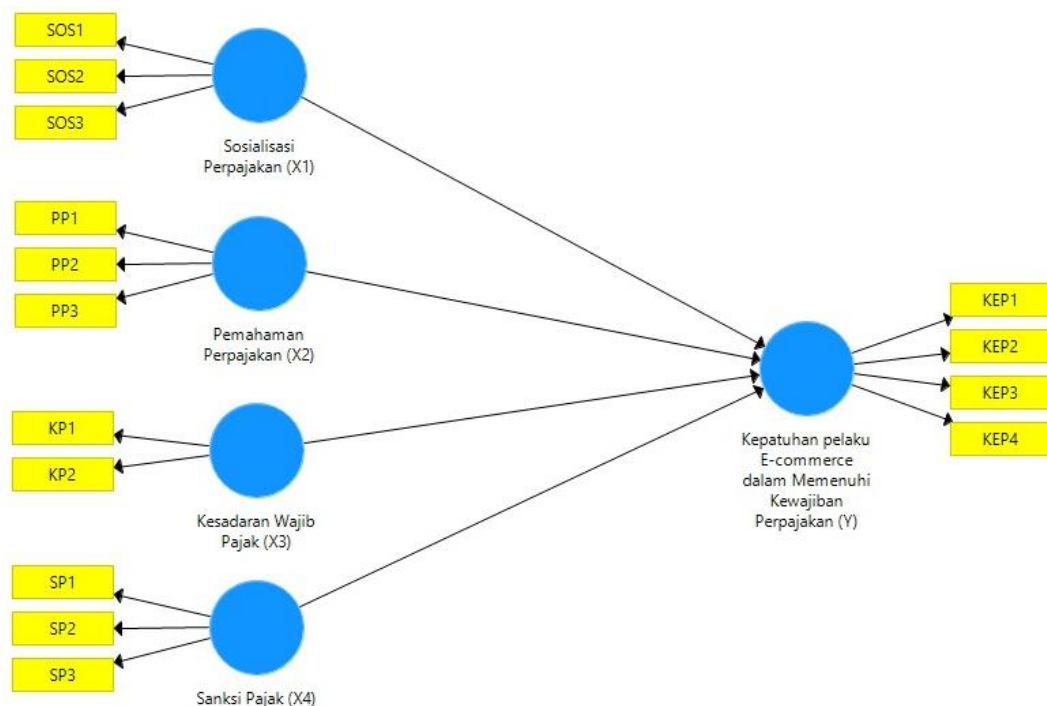 SOS1
SOS2
SOS3
Sosialisasi
Perpajakan (X1)
PP1
PP2
PP3
Pemahaman
Perpajakan (X2)
KP1
KP2
Kesadaran Wajib
Pajak (X3)
SP1
SP2
SP3
Sanksi Pajak (X4)
KEP1
KEP2
KEP3
KEP4
Kepatuhan pelaku
E-commerce
dalam Memenuhi
Kewajiban
Perpajakan (Y)